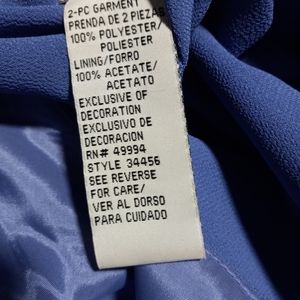 2-PC GARMENT
PRENDA DE 2 PIEZAS
100% POLYESTER/
POLIESTER
LINING/FORRO
100% ACETATE/
ACETATO
EXCLUSIVE OF
DECORATION
EXCLUSIVO DE
DECORACION
RN# 49994
STYLE 34456
SEE REVERSE
FOR CARE/
VER AL DORSO
PARA CUIDADO